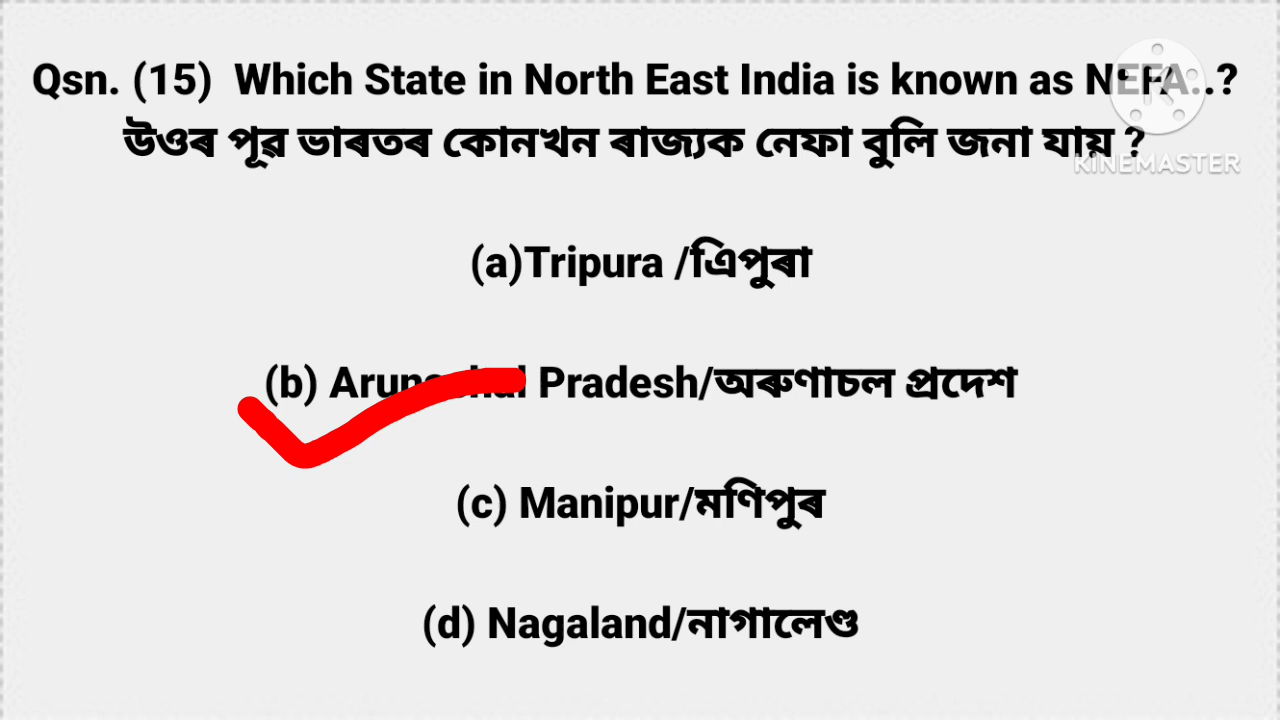 Qsn. (15) Which State in North East India is known as NEFA..?
উওৰ পূৱ ভাৰতৰ কোনখন ৰাজ্যক নেফা বুলি জনা যায় ?
KINEMASTER
(a)Tripura /এিপুৰা
(b) Arunachal Pradesh/অৰুণাচল প্ৰদেশ
(c) Manipur/মণিপুৰ
(d) Nagaland/নাগালেণ্ড